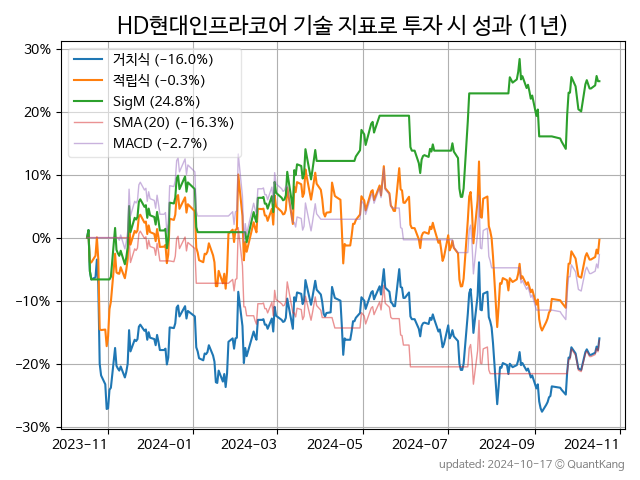 HD현대인프라코어 기술 지표로 투자 시 성과 (1년)
거치식 (−16.0%)
적립식 (−0.3%)
SigM (24.8%)
SMA(20) (−16.3%)
MACD (−2.7%)
30%
20%
10%
0%
−10%
−20%
−30%
2023-11 2024-01 2024-03 2024-05 2024-07 2024-09 2024-11
updated: 2024-10-17 © QuantKang